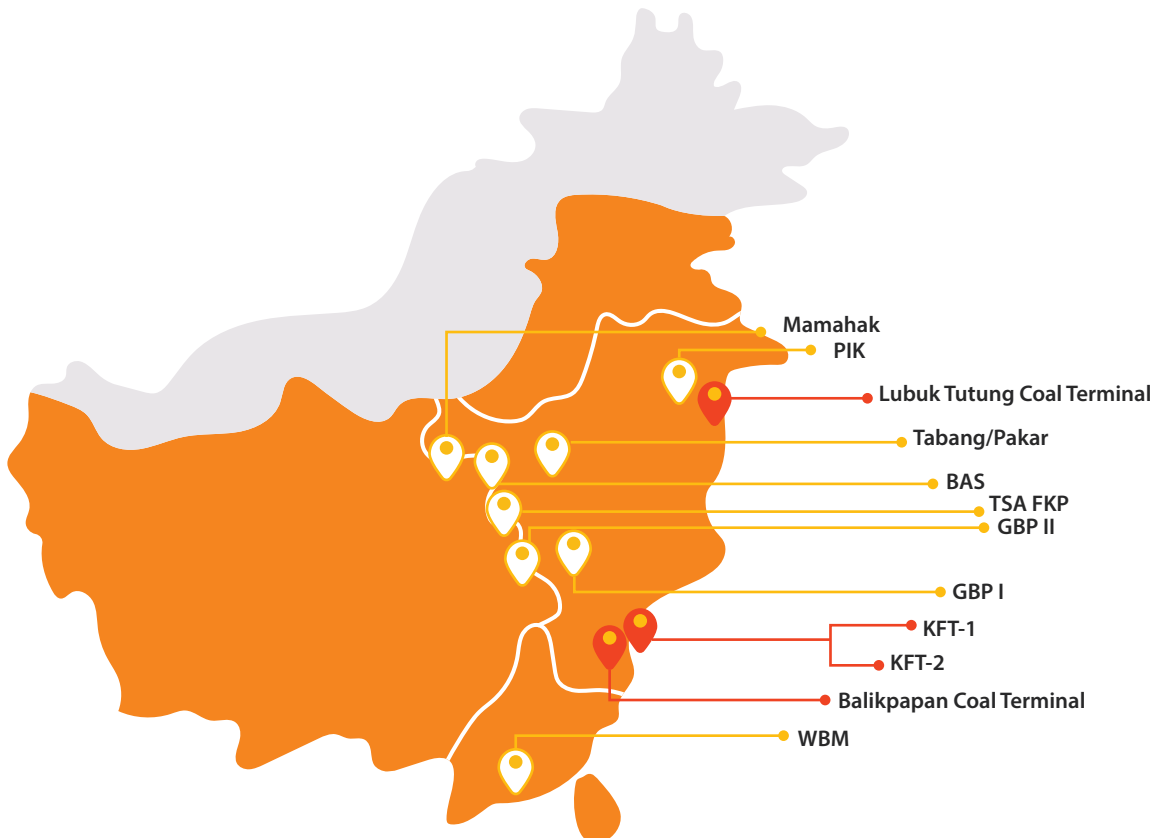 Mamahak
PIK
Lubuk Tutung Coal Terminal
Tabang/Pakar
BAS
TSA FKP
GBP II
GBP I
KFT-1
KFT-2
Balikpapan Coal Terminal
WBM